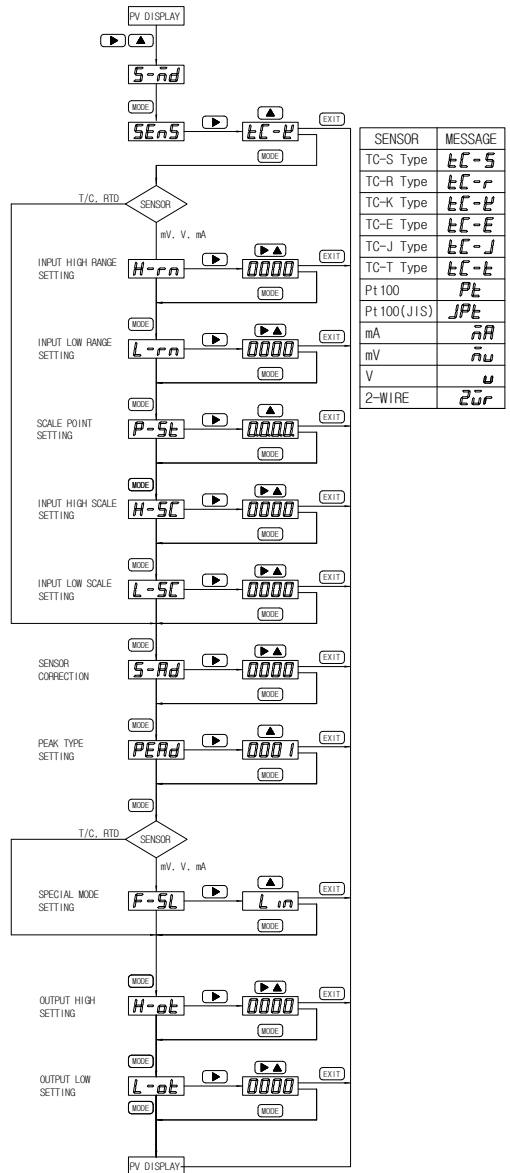 PV DISPLAY
S-m̄d
MODE
SEnS
tC-K
EXIT
MODE
T/C, RTD
SENSOR
mV, V, mA
INPUT HIGH RANGE
SETTING
H-rn
0000
EXIT
MODE
MODE
INPUT LOW RANGE
SETTING
L-rn
0000
EXIT
MODE
MODE
SCALE POINT
SETTING
P-St
0.0.0.0.
EXIT
MODE
MODE
INPUT HIGH SCALE
SETTING
H-SC
0000
EXIT
MODE
MODE
INPUT LOW SCALE
SETTING
L-SC
0000
EXIT
MODE
MODE
SENSOR
CORRECTION
S-Ad
0000
EXIT
MODE
MODE
PEAK TYPE
SETTING
PEAd
0001
EXIT
MODE
MODE
T/C, RTD
SENSOR
mV, V, mA
SPECIAL MODE
SETTING
F-SL
Lin
EXIT
MODE
MODE
OUTPUT HIGH
SETTING
H-ot
0000
EXIT
MODE
MODE
OUTPUT LOW
SETTING
L-ot
0000
EXIT
MODE
MODE
PV DISPLAY
SENSOR MESSAGE
TC-S Type tC-S
TC-R Type tC-r
TC-K Type tC-K
TC-E Type tC-E
TC-J Type tC-J
TC-T Type tC-t
Pt100 Pt
Pt100(JIS) JPt
mA m̄A
mV m̄u
V u
2-WIRE 2w̄r